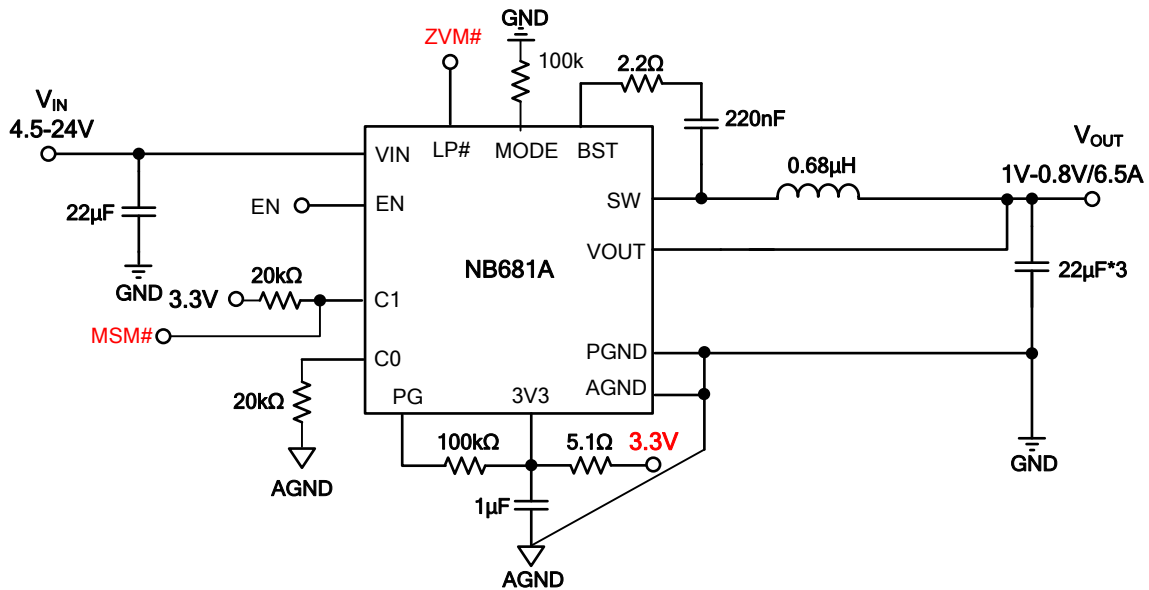 GND
ZVM#
100k
2.2Ω
220nF
VIN
4.5-24V
VIN
LP#
MODE
BST
VOUT
1V-0.8V/6.5A
0.68µH
EN
EN
SW
22µF
VOUT
NB681A
22µF*3
GND
20kΩ
3.3V
C1
MSM#
C0
PGND
AGND
20kΩ
PG
3V3
100kΩ
5.1Ω
3.3V
GND
AGND
1µF
AGND